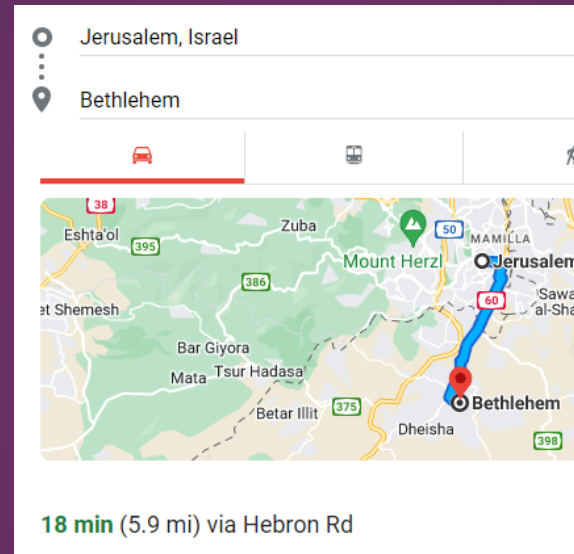 Jerusalem, Israel
Bethlehem
38
Zuba
50
Eshta'ol
395
MAMILLA
Mount Herzl
Jerusalem
386
60
et Shemesh
al-Sha
Bar Giyora
Mata
Tsur Hadasa
Betar Illit
375
Bethlehem
Dheisha
398
18 min (5.9 mi) via Hebron Rd